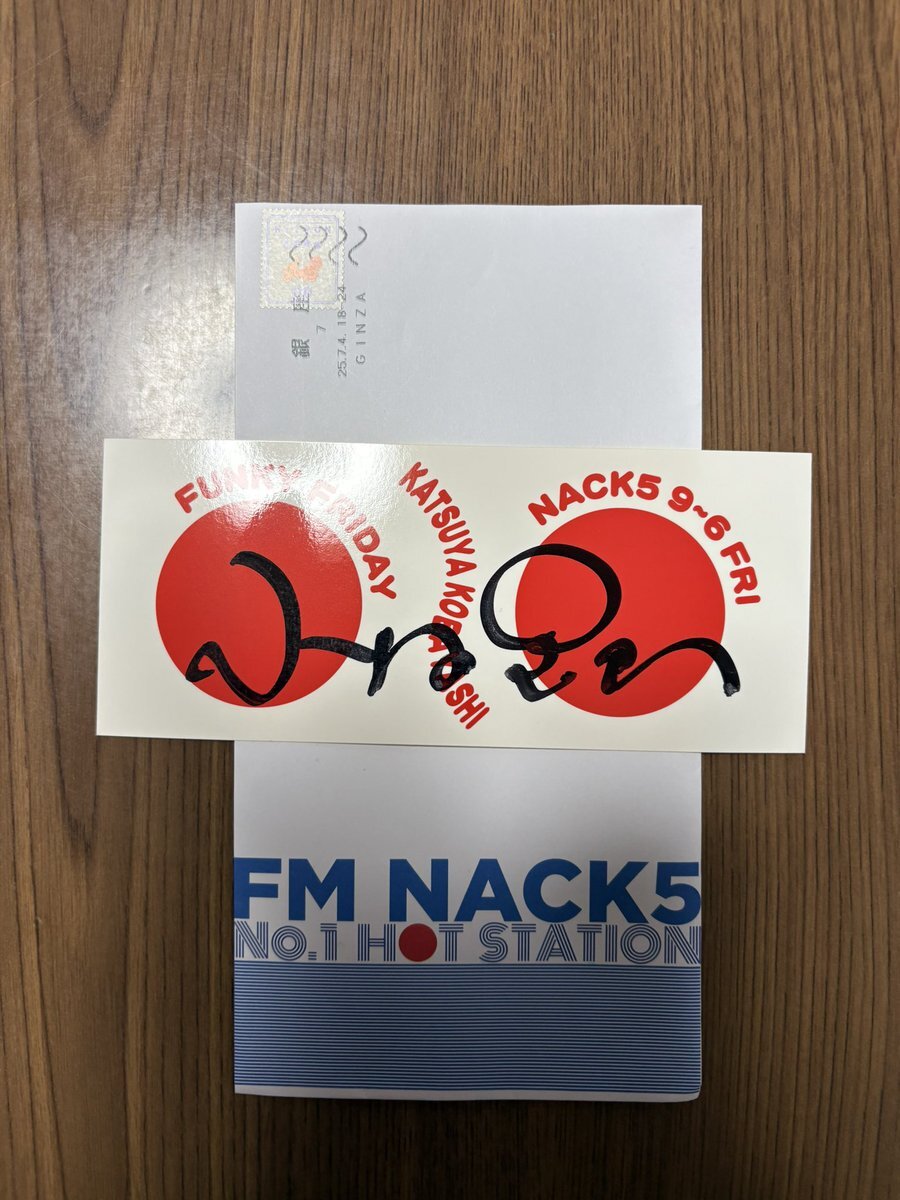 銀座
7
25.7.4. 18-24
GINZA
FUNKY FRIDAY
KATSUYA KOBAYASHI
NACK5 9~6 FRI
FM NACK5
No.1 HOT STATION